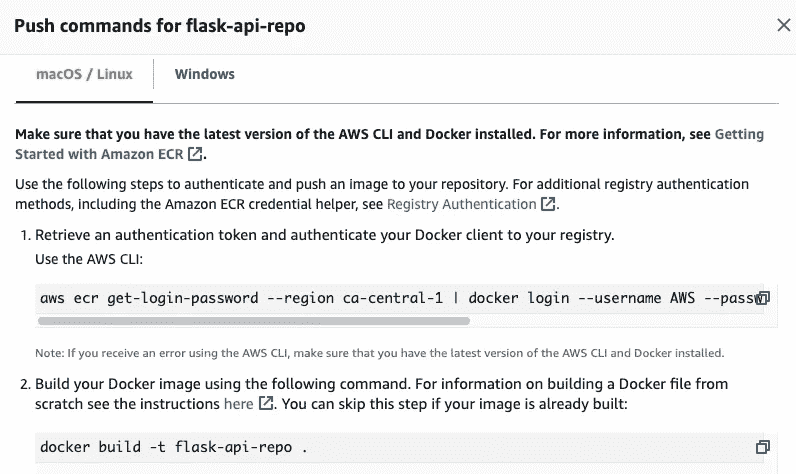 Push commands for flask-api-repo
macOS / Linux Windows
Make sure that you have the latest version of the AWS CLI and Docker installed. For more information, see Getting
Started with Amazon ECR.
Use the following steps to authenticate and push an image to your repository. For additional registry authentication
methods, including the Amazon ECR credential helper, see Registry Authentication.
1. Retrieve an authentication token and authenticate your Docker client to your registry.
Use the AWS CLI:
aws ecr get-login-password --region ca-central-1 | docker login --username AWS --passw
Note: If you receive an error using the AWS CLI, make sure that you have the latest version of the AWS CLI and Docker installed.
2. Build your Docker image using the following command. For information on building a Docker file from
scratch see the instructions here. You can skip this step if your image is already built:
docker build -t flask-api-repo .